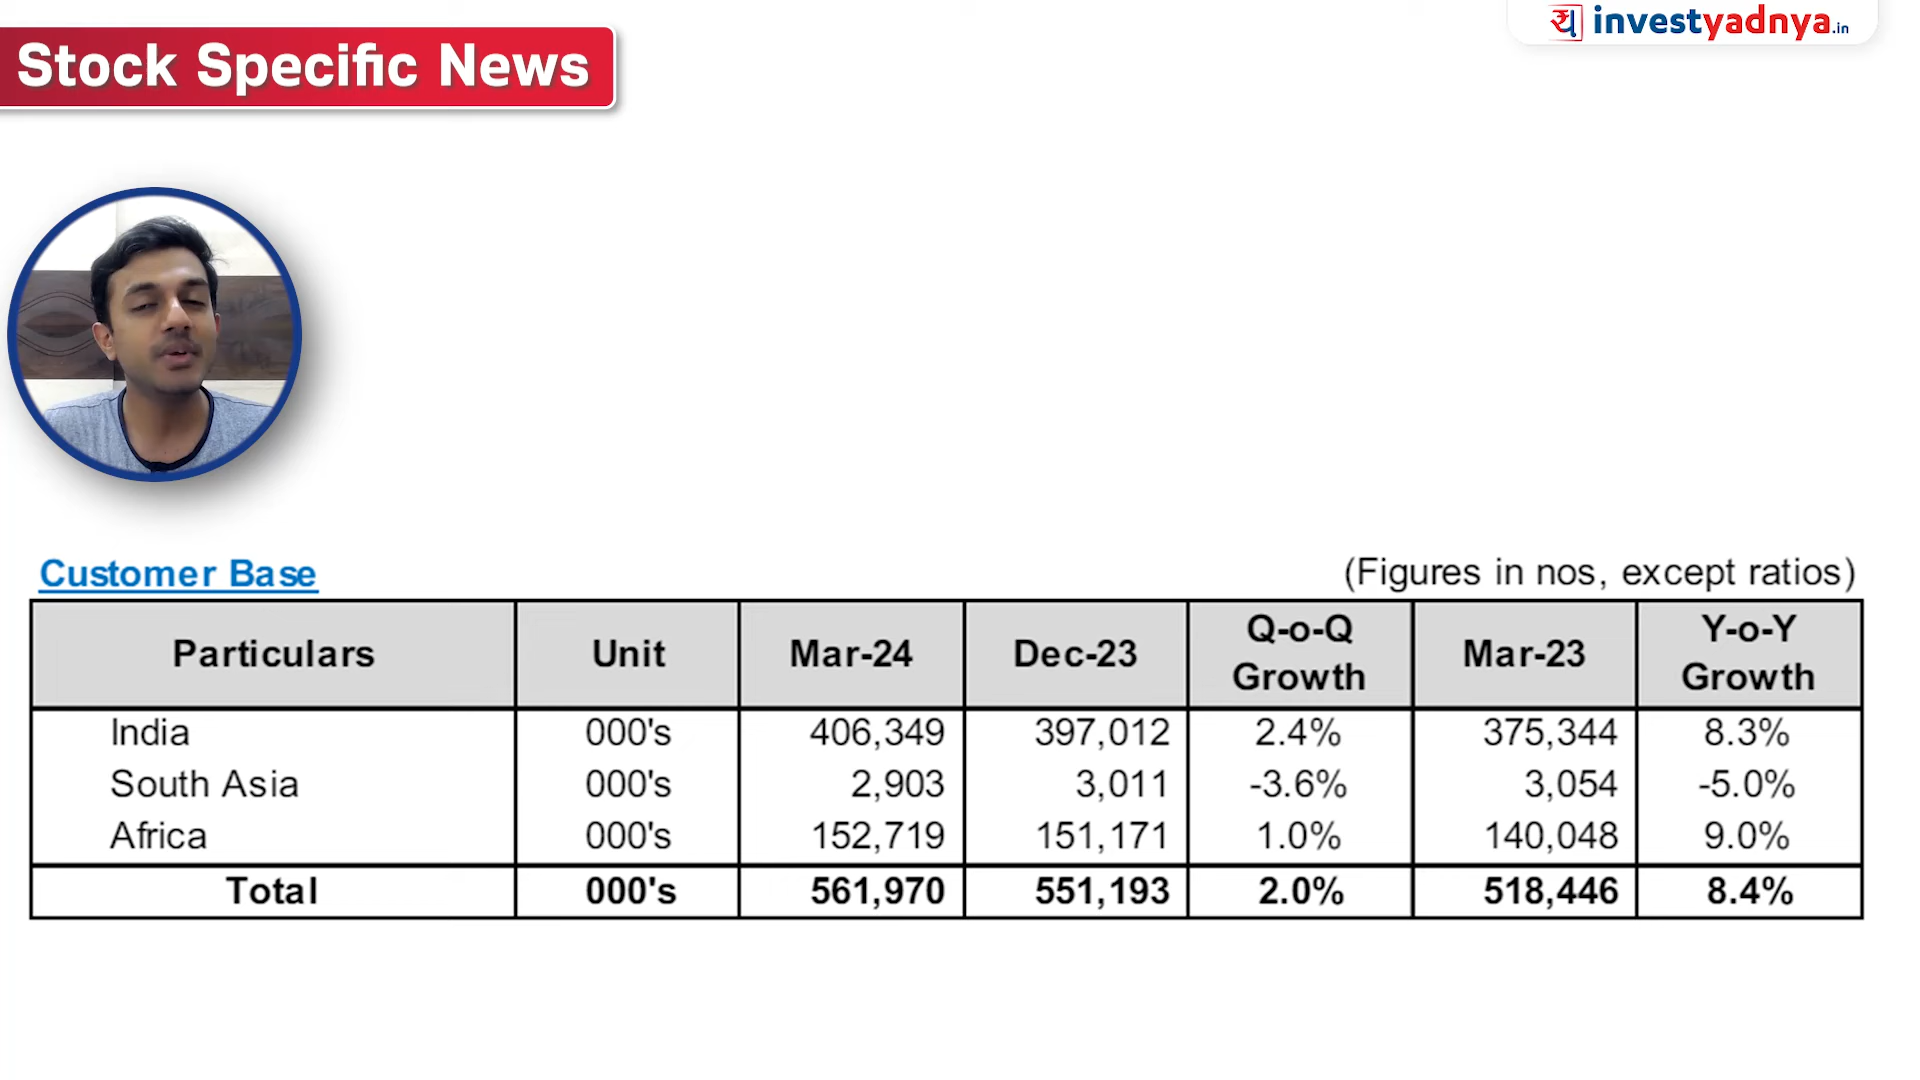 Stock Specific News
य investyadnya.in
Customer Base
(Figures in nos, except ratios)
Particulars Unit Mar-24 Dec-23 Q-o-Q Growth Mar-23 Y-o-Y Growth
India 000's 406,349 397,012 2.4% 375,344 8.3%
South Asia 000's 2,903 3,011 -3.6% 3,054 -5.0%
Africa 000's 152,719 151,171 1.0% 140,048 9.0%
Total 000's 561,970 551,193 2.0% 518,446 8.4%